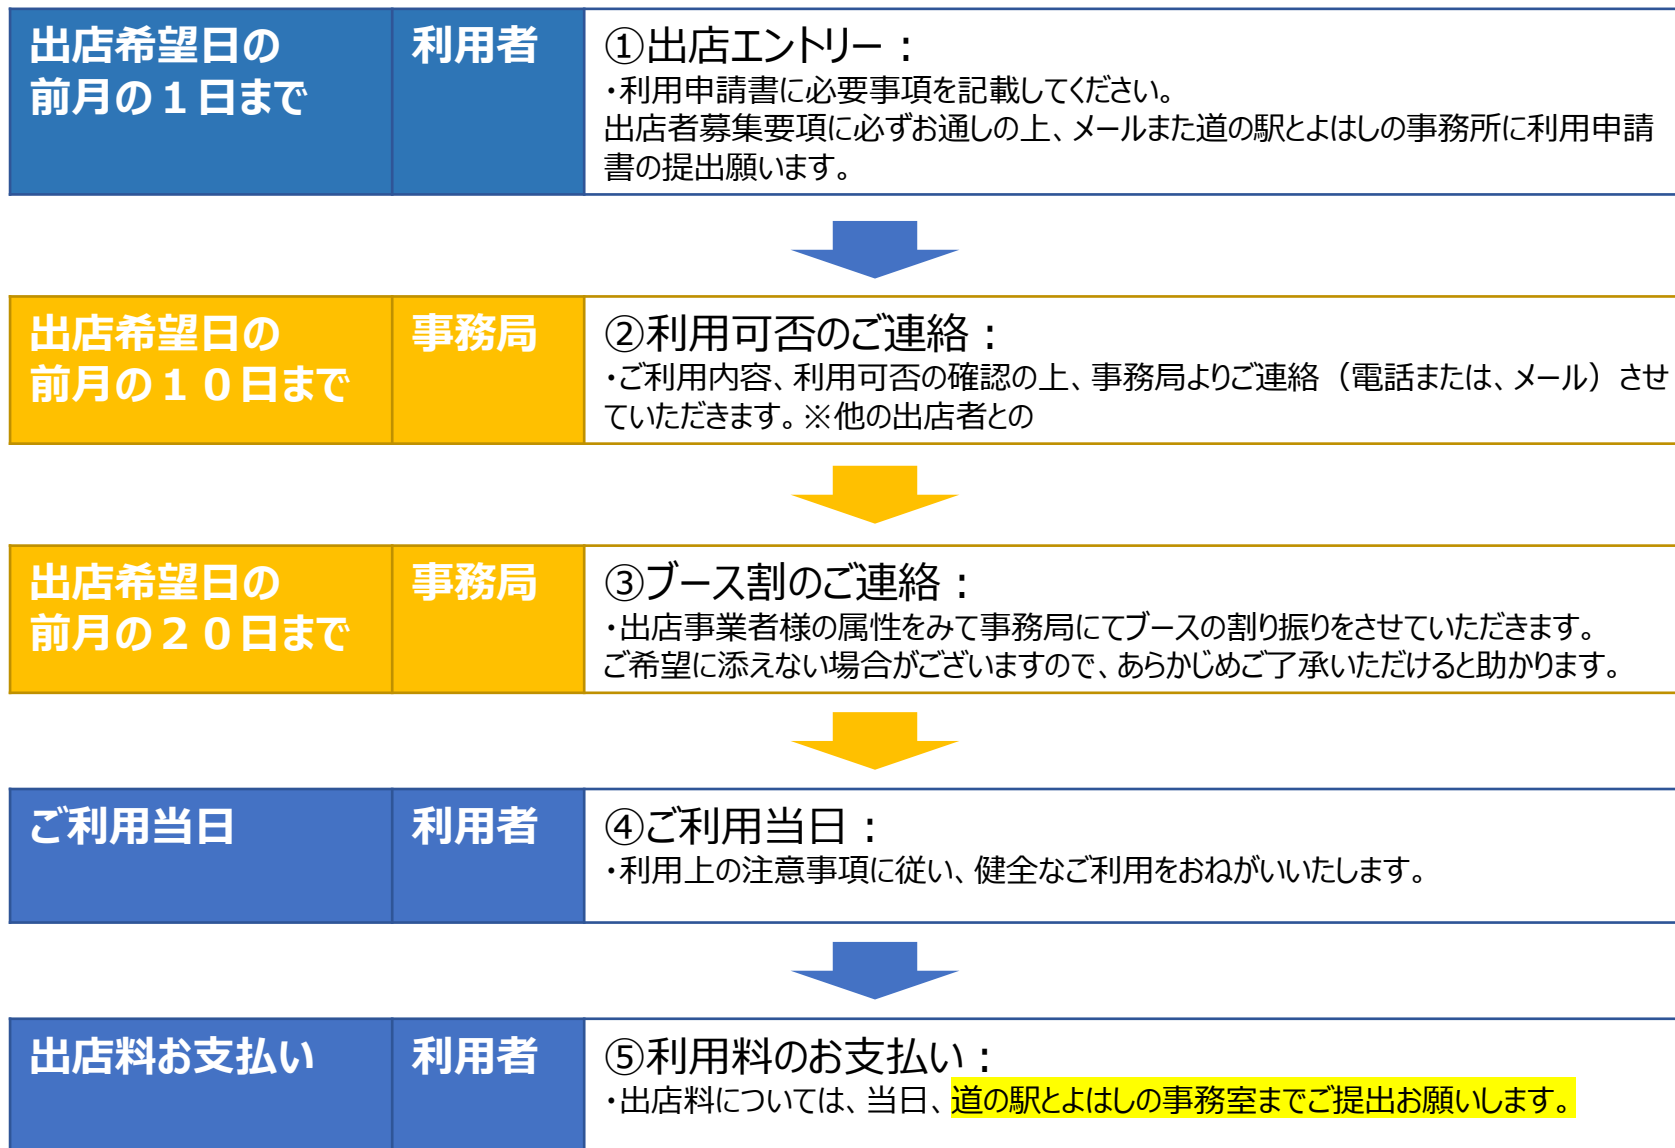 出店希望日の
前月の１日まで
利用者
①出店エントリー：
・利用申請書に必要事項を記載してください。
出店者募集要項に必ずお通しの上、メールまた道の駅とよはしの事務所に利用申請
書の提出願います。
出店希望日の
前月の１０日まで
事務局
②利用可否のご連絡：
・ご利用内容、利用可否の確認の上、事務局よりご連絡（電話または、メール）させ
ていただきます。※他の出店者との
出店希望日の
前月の２０日まで
事務局
③ブース割のご連絡：
・出店事業者様の属性をみて事務局にてブースの割り振りをさせていただきます。
ご希望に添えない場合がございますので、あらかじめご了承いただけると助かります。
ご利用当日
利用者
④ご利用当日：
・利用上の注意事項に従い、健全なご利用をおねがいいたします。
出店料お支払い
利用者
⑤利用料のお支払い：
・出店料については、当日、道の駅とよはしの事務室までご提出お願いします。